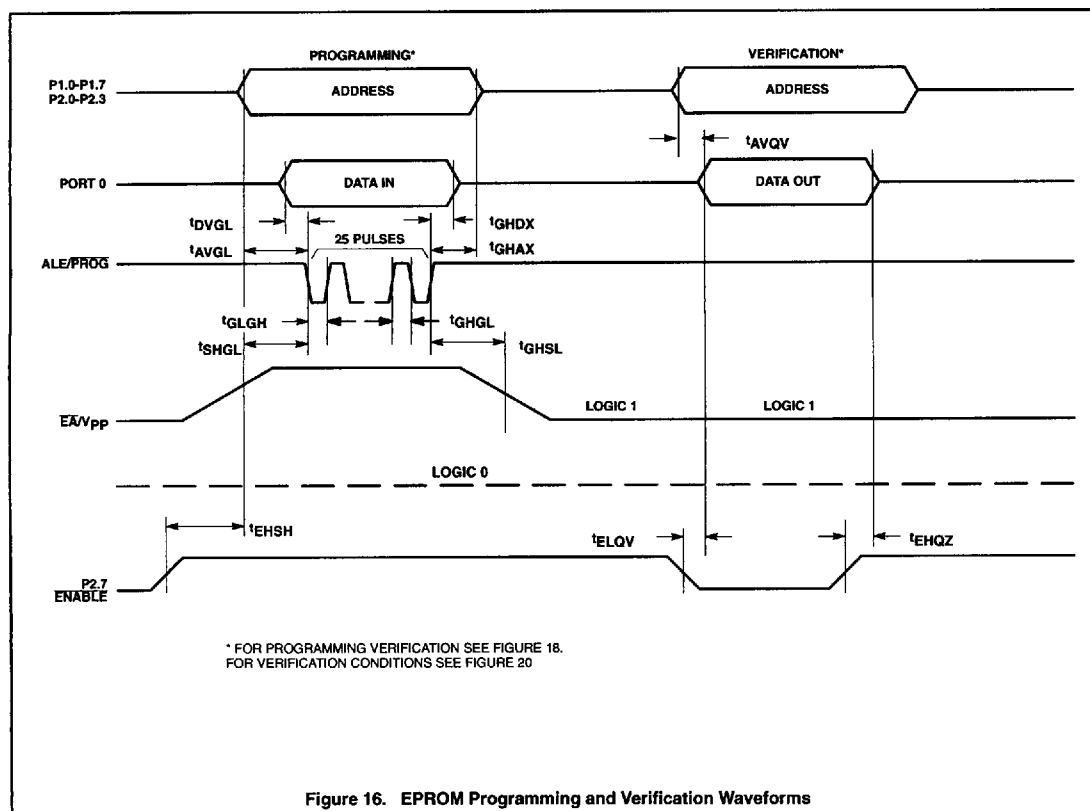 PROGRAMMING*
VERIFICATION*
P1.0-P1.7
P2.0-P2.3
ADDRESS
ADDRESS
tAVQV
PORT 0
DATA IN
DATA OUT
tDVGL
tGHDX
25 PULSES
tAVGL
tGHAX
ALE/PROG
tGLGH
tGHGL
tSHGL
tGHSL
LOGIC 1
LOGIC 1
EA/VPP
LOGIC 0
tEHSH
tELQV
tEHQZ
P2.7
ENABLE
* FOR PROGRAMMING VERIFICATION SEE FIGURE 18.
FOR VERIFICATION CONDITIONS SEE FIGURE 20
Figure 16. EPROM Programming and Verification Waveforms